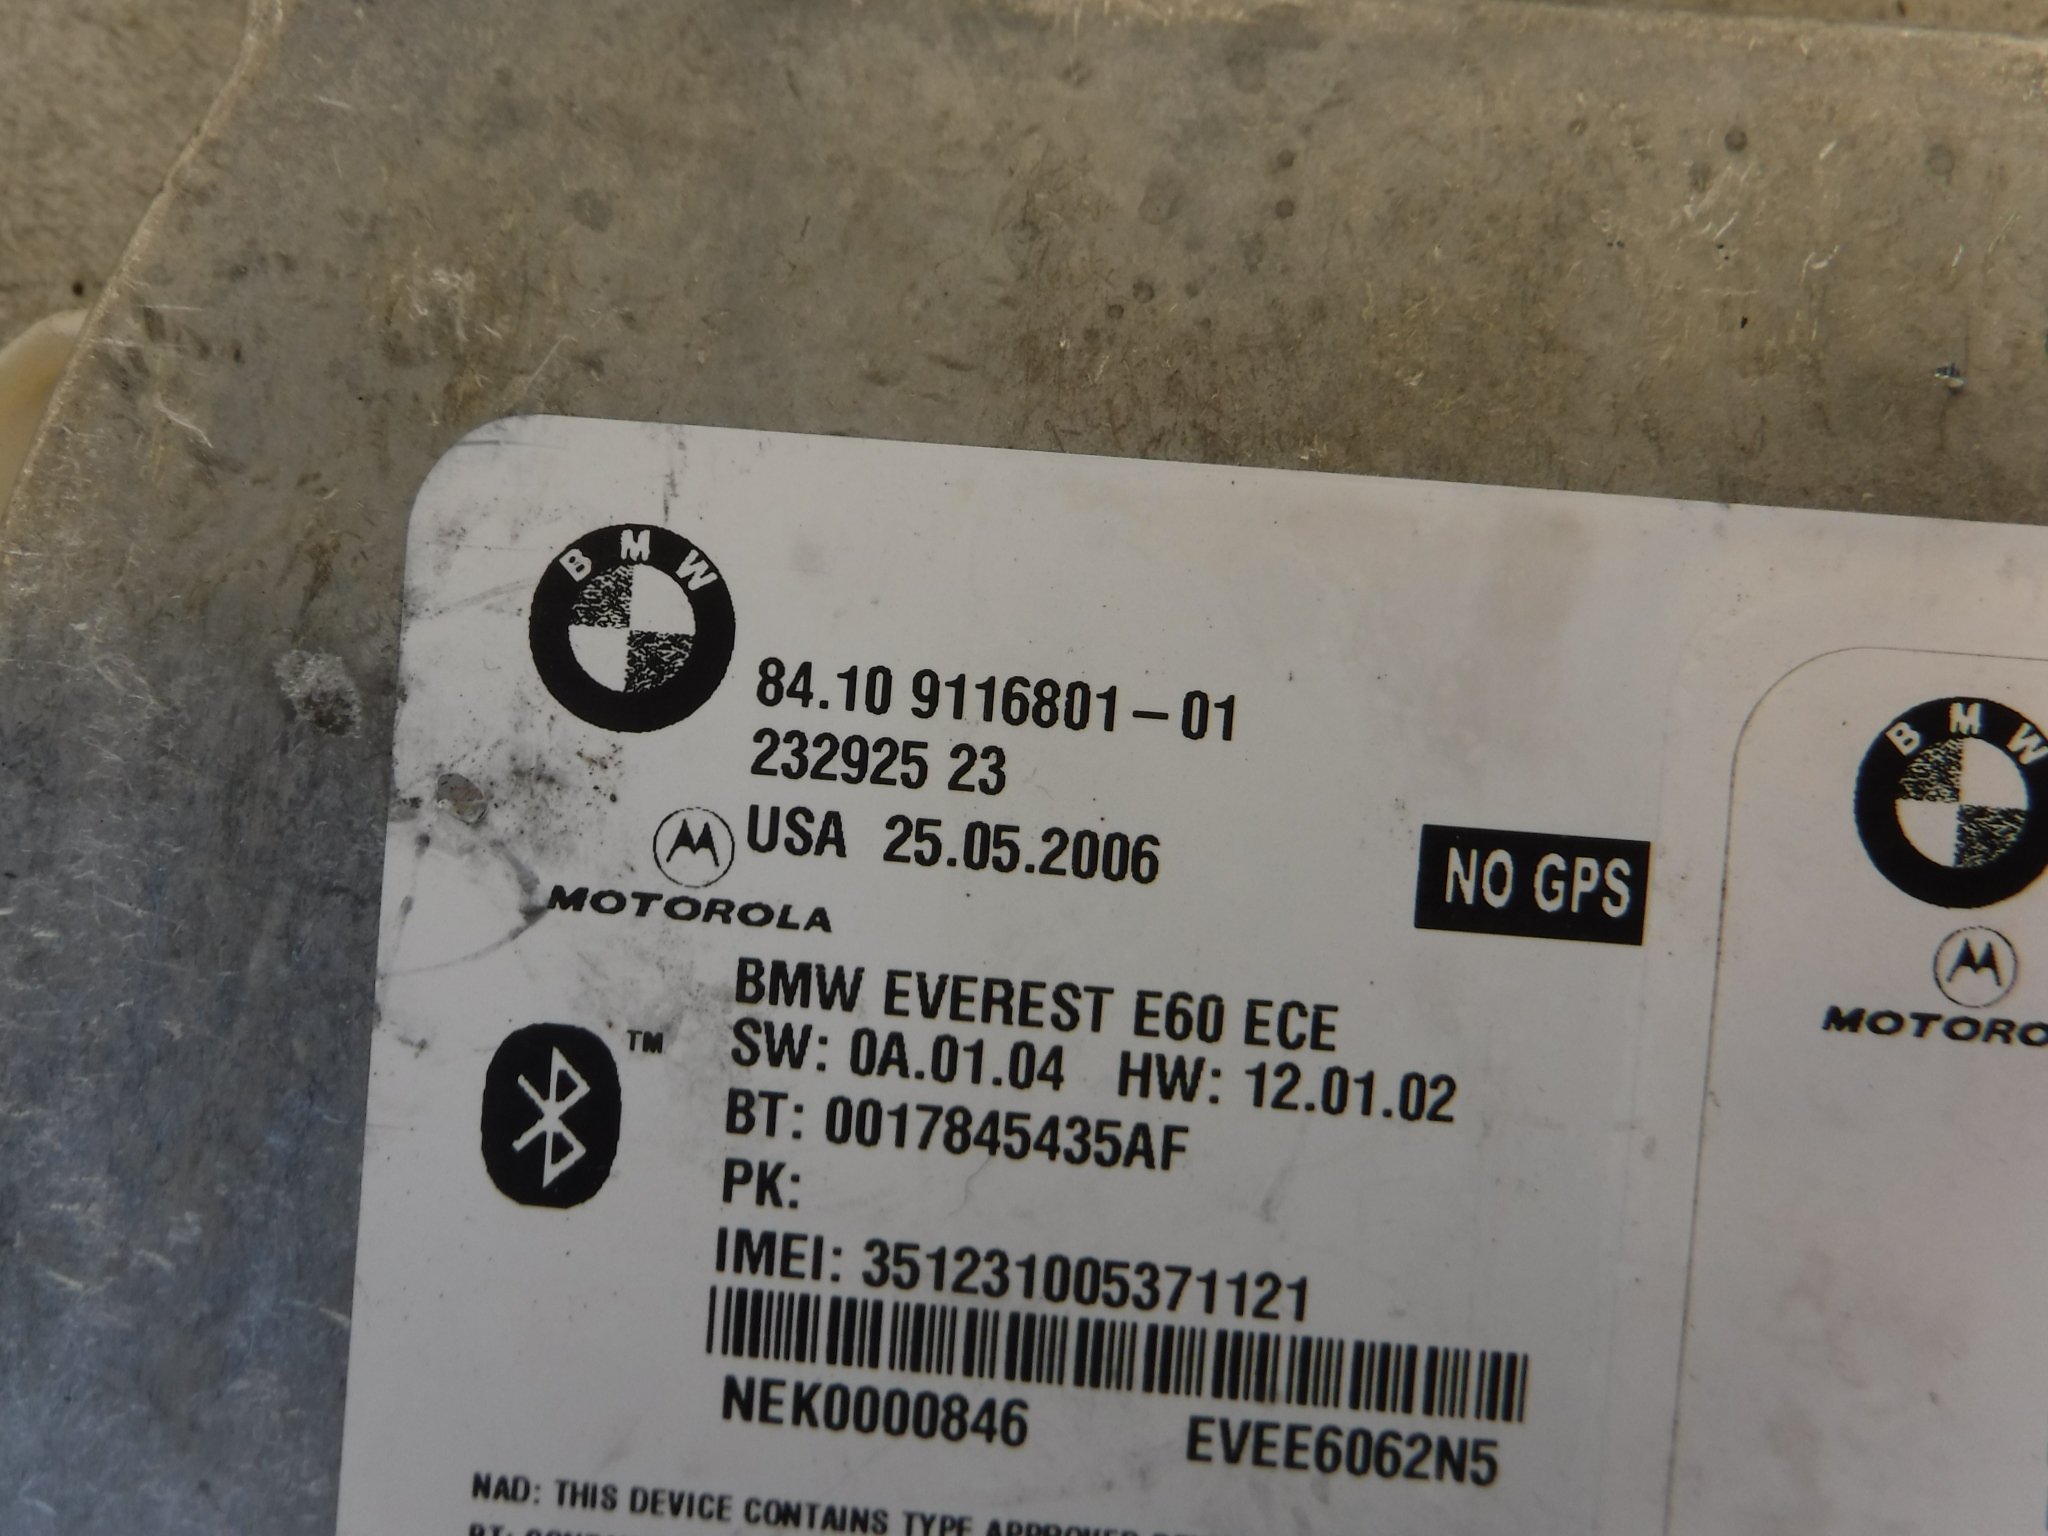 BMW
84.10 9116801-01
232925 23
USA 25.05.2006
MOTOROLA
NO GPS
BMW EVEREST E60 ECE
SW: 0A.01.04 HW: 12.01.02
TM
BT: 0017845435AF
PK:
IMEI: 351231005371121
NEK0000846 EVEE6062N5
NAD: THIS DEVICE CONTAINS TYPE
BMW
MOTORO